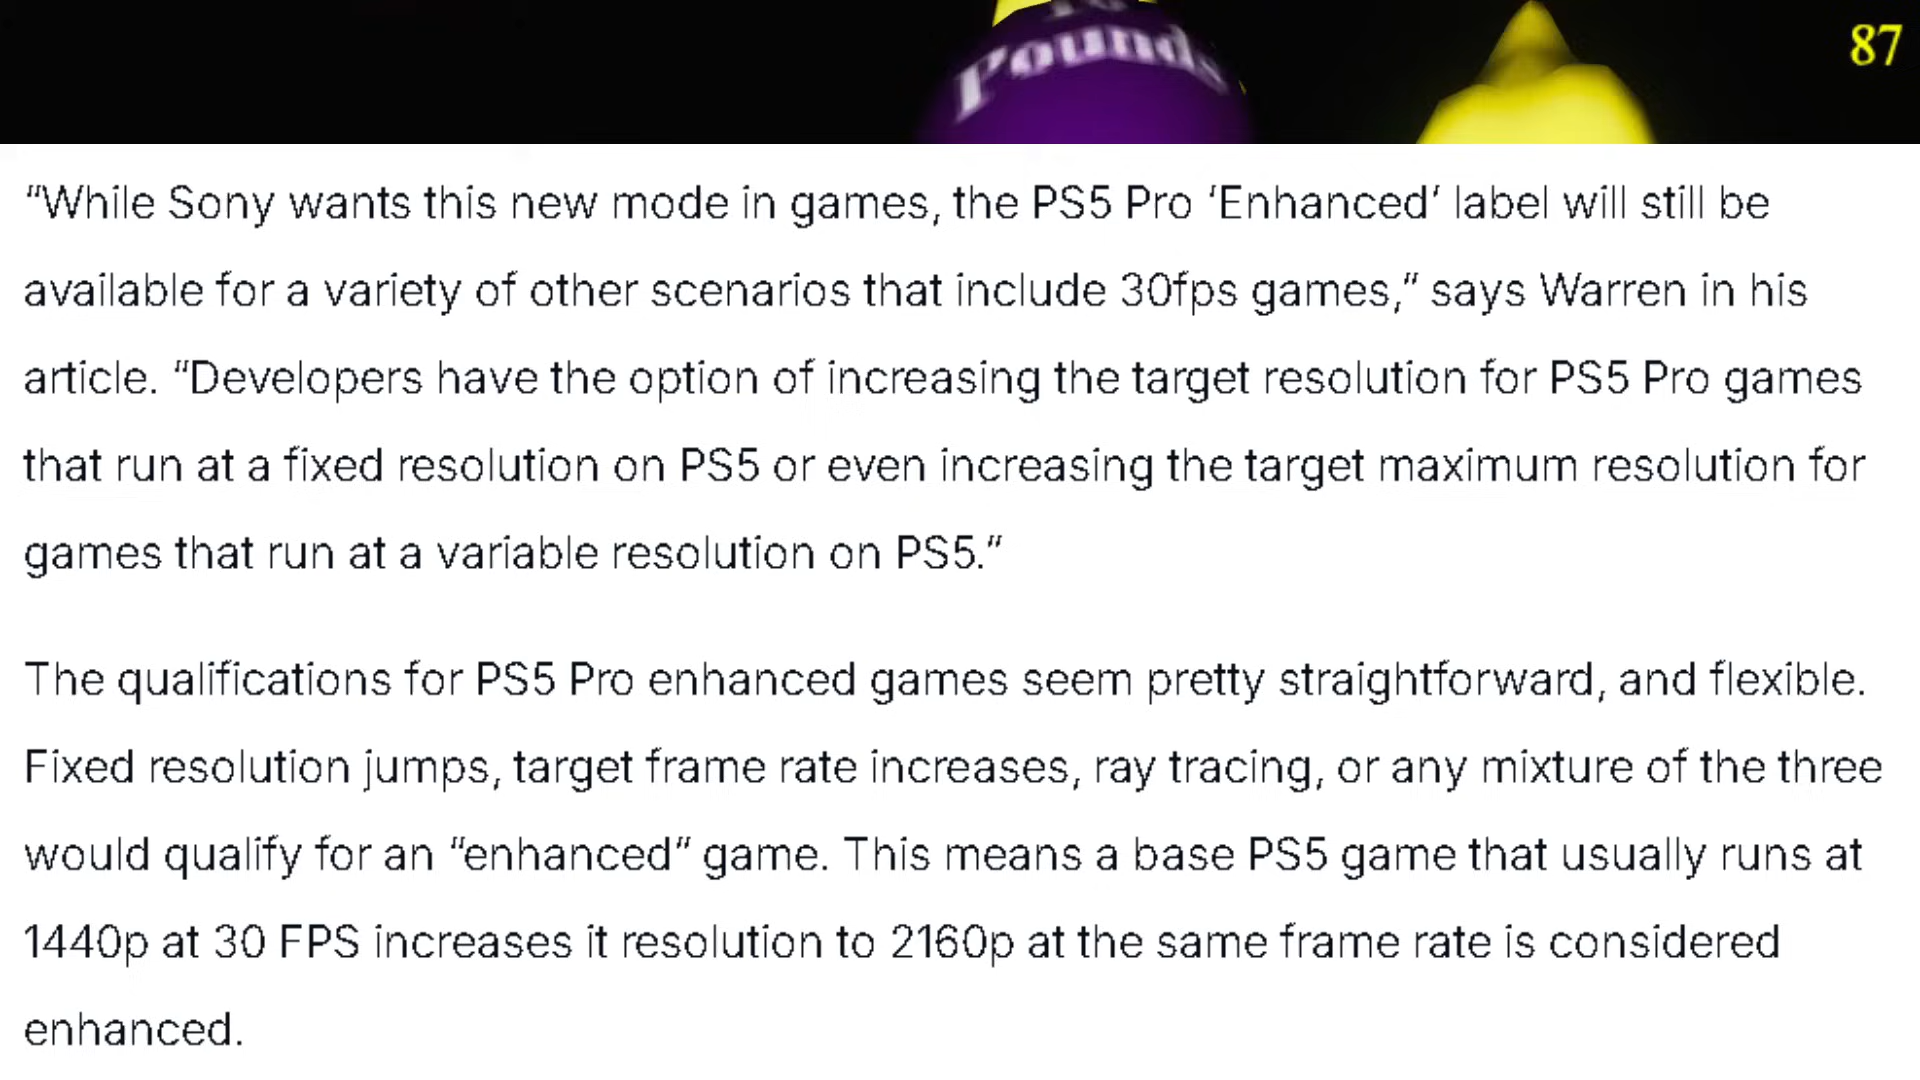 Pounds
87
“While Sony wants this new mode in games, the PS5 Pro ‘Enhanced’ label will still be
available for a variety of other scenarios that include 30fps games,” says Warren in his
article. “Developers have the option of increasing the target resolution for PS5 Pro games
that run at a fixed resolution on PS5 or even increasing the target maximum resolution for
games that run at a variable resolution on PS5.”
The qualifications for PS5 Pro enhanced games seem pretty straightforward, and flexible.
Fixed resolution jumps, target frame rate increases, ray tracing, or any mixture of the three
would qualify for an “enhanced” game. This means a base PS5 game that usually runs at
1440p at 30 FPS increases it resolution to 2160p at the same frame rate is considered
enhanced.